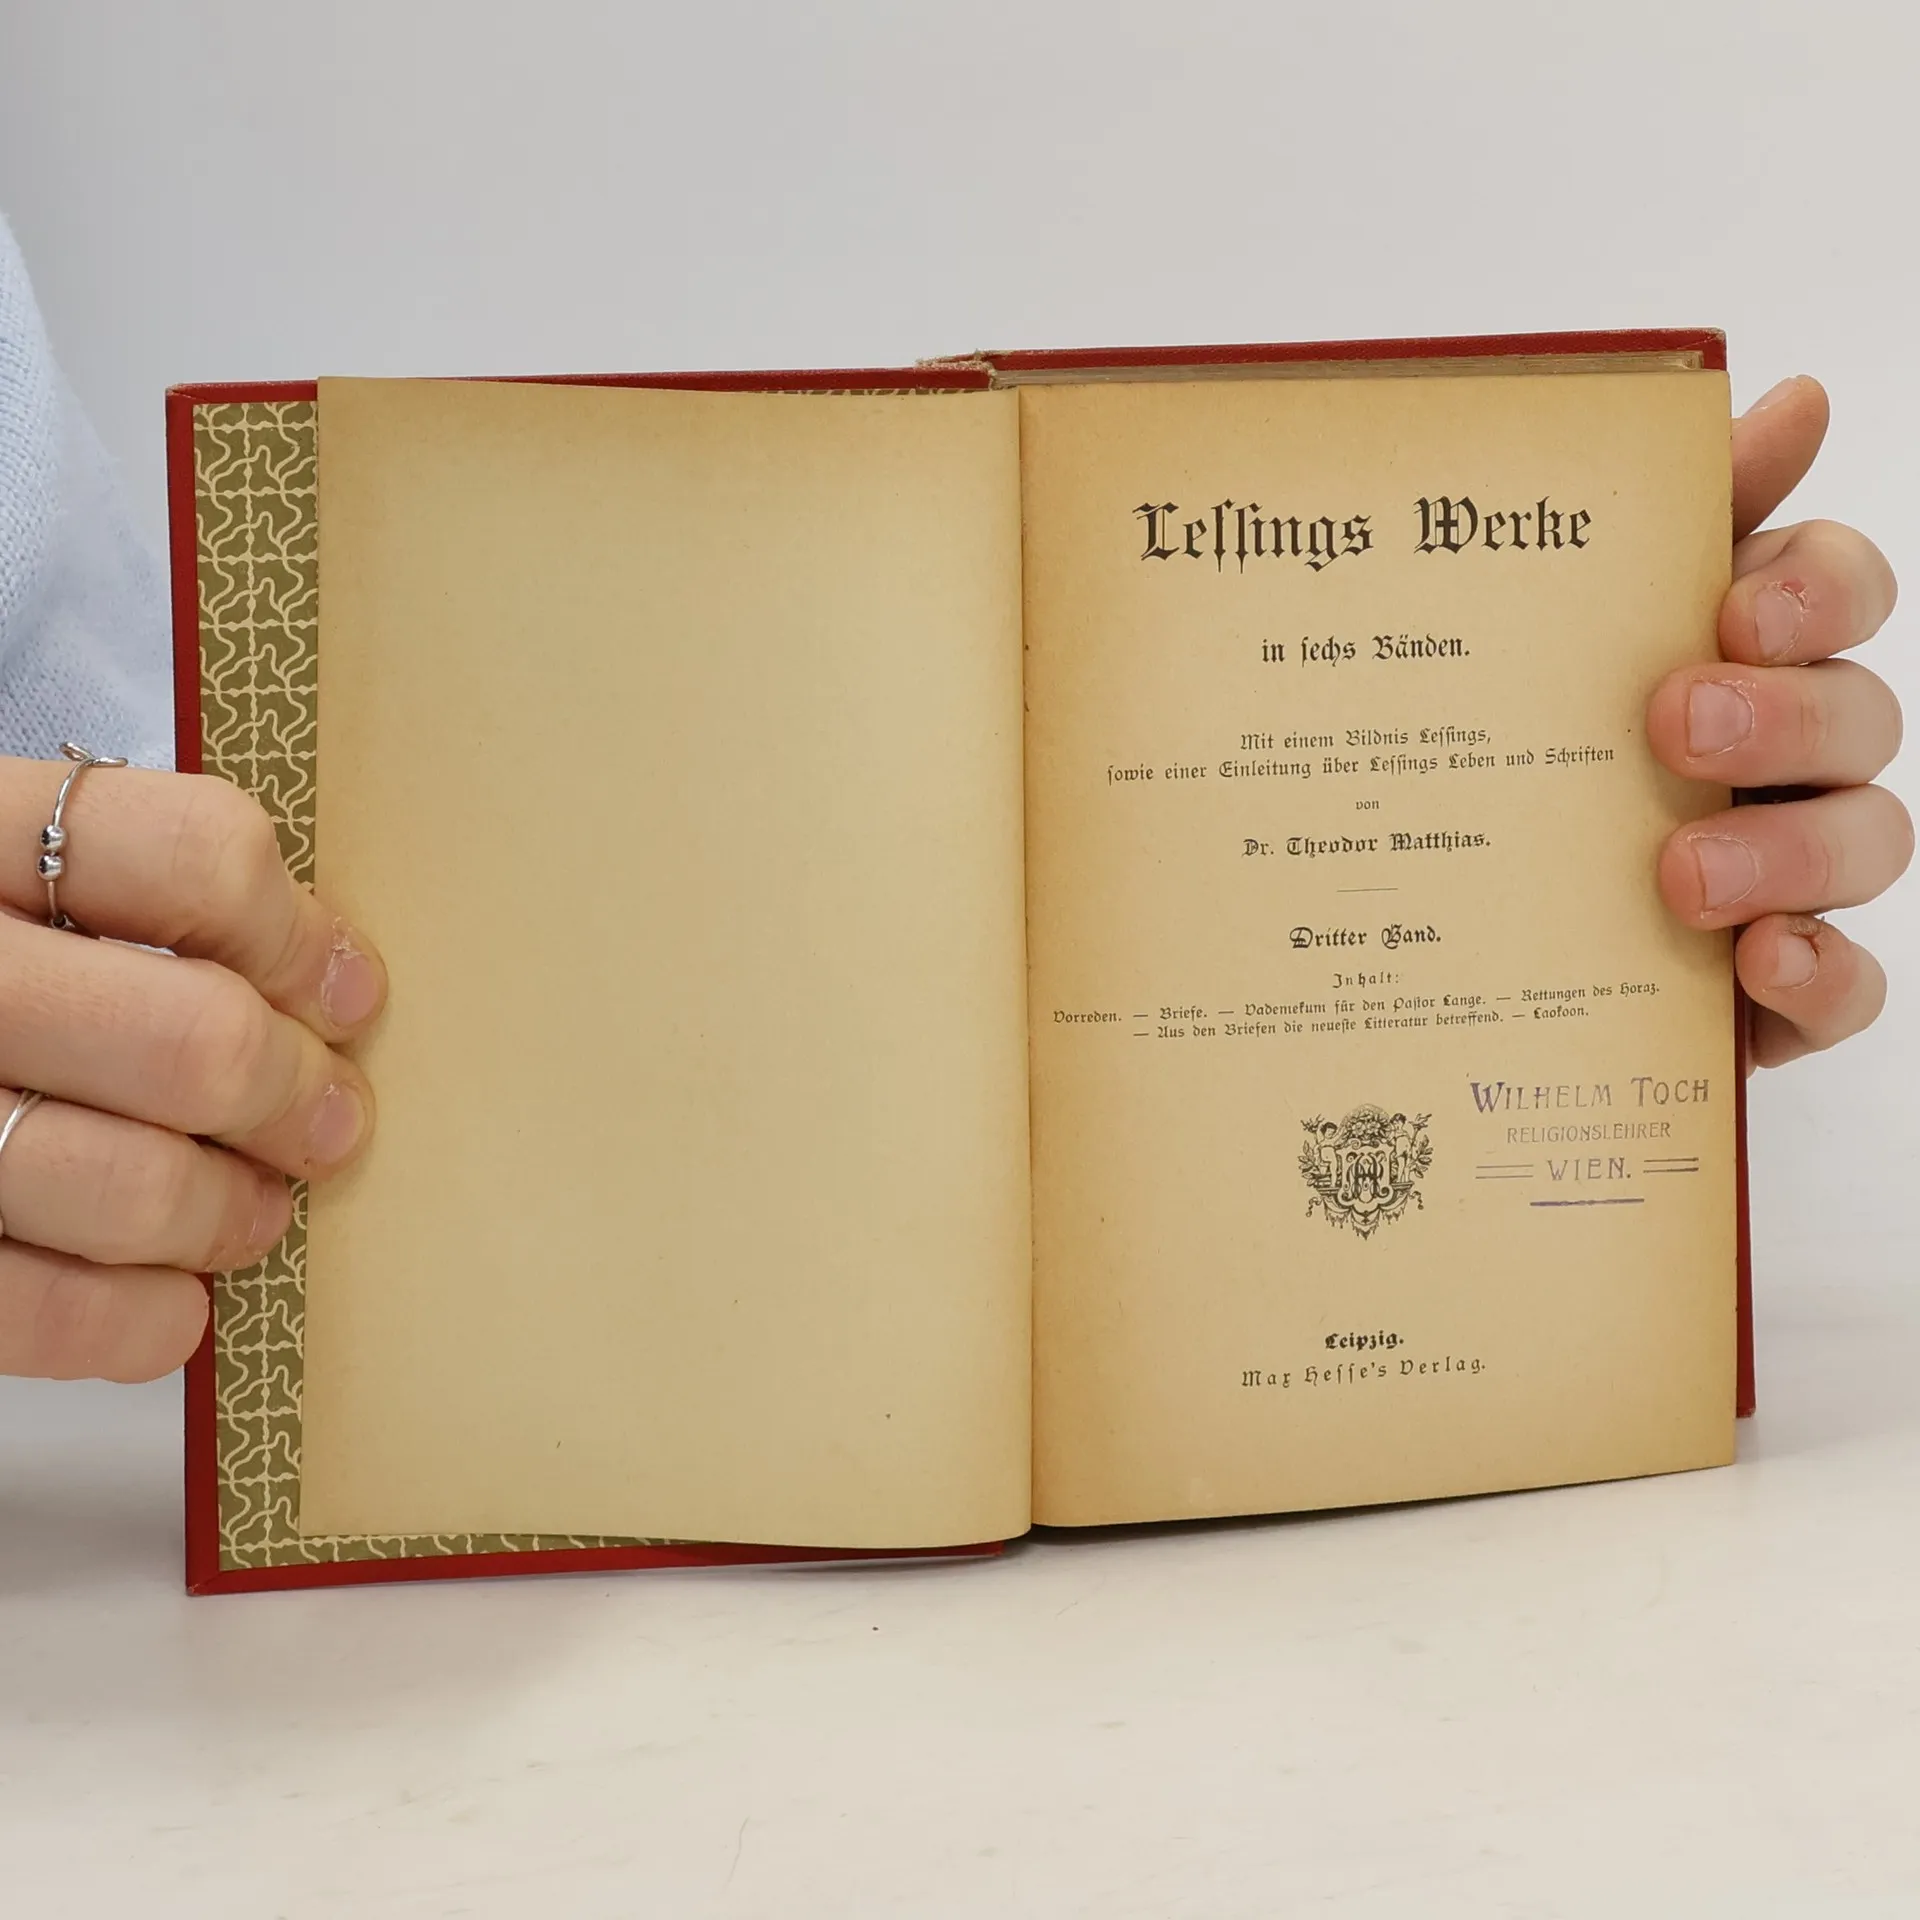 Leſſings Werke
in ſechs Bänden.
Mit einem Bildnis Leſſings,
ſowie einer Einleitung über Leſſings Leben und Schriften
von
Dr. Theodor Matthias.
Dritter Band.
Inhalt:
Vorreden. — Briefe. — Vademekum für den Paſtor Lange. — Rettungen des Horaz.
— Aus den Briefen die neueſte Litteratur betreffend. — Laokoon.
WILHELM TOCH
RELIGIONSLEHRER
WIEN.
Leipzig.
Max Heſſe's Verlag.